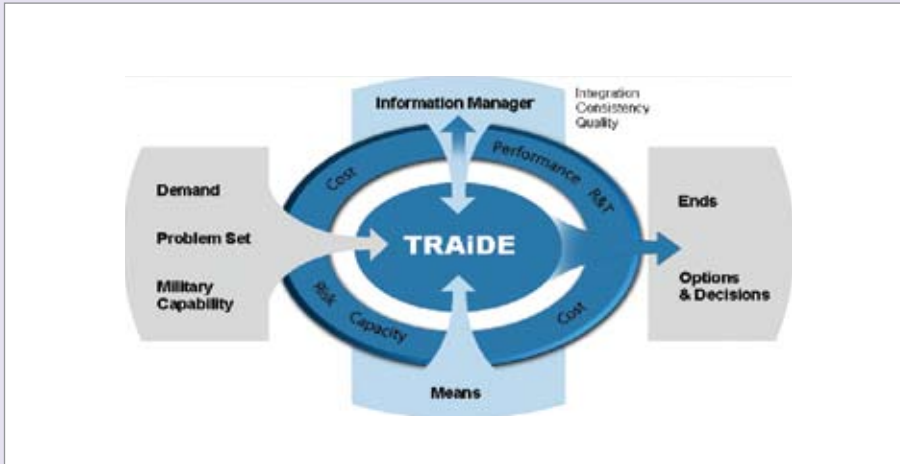 Information Manager
Integration
Consistency
Quality
Cost
Performance R&T
Demand
Problem Set
Military
Capability
TRAiDE
Ends
Options
& Decisions
Risk Capacity
Cost
Means